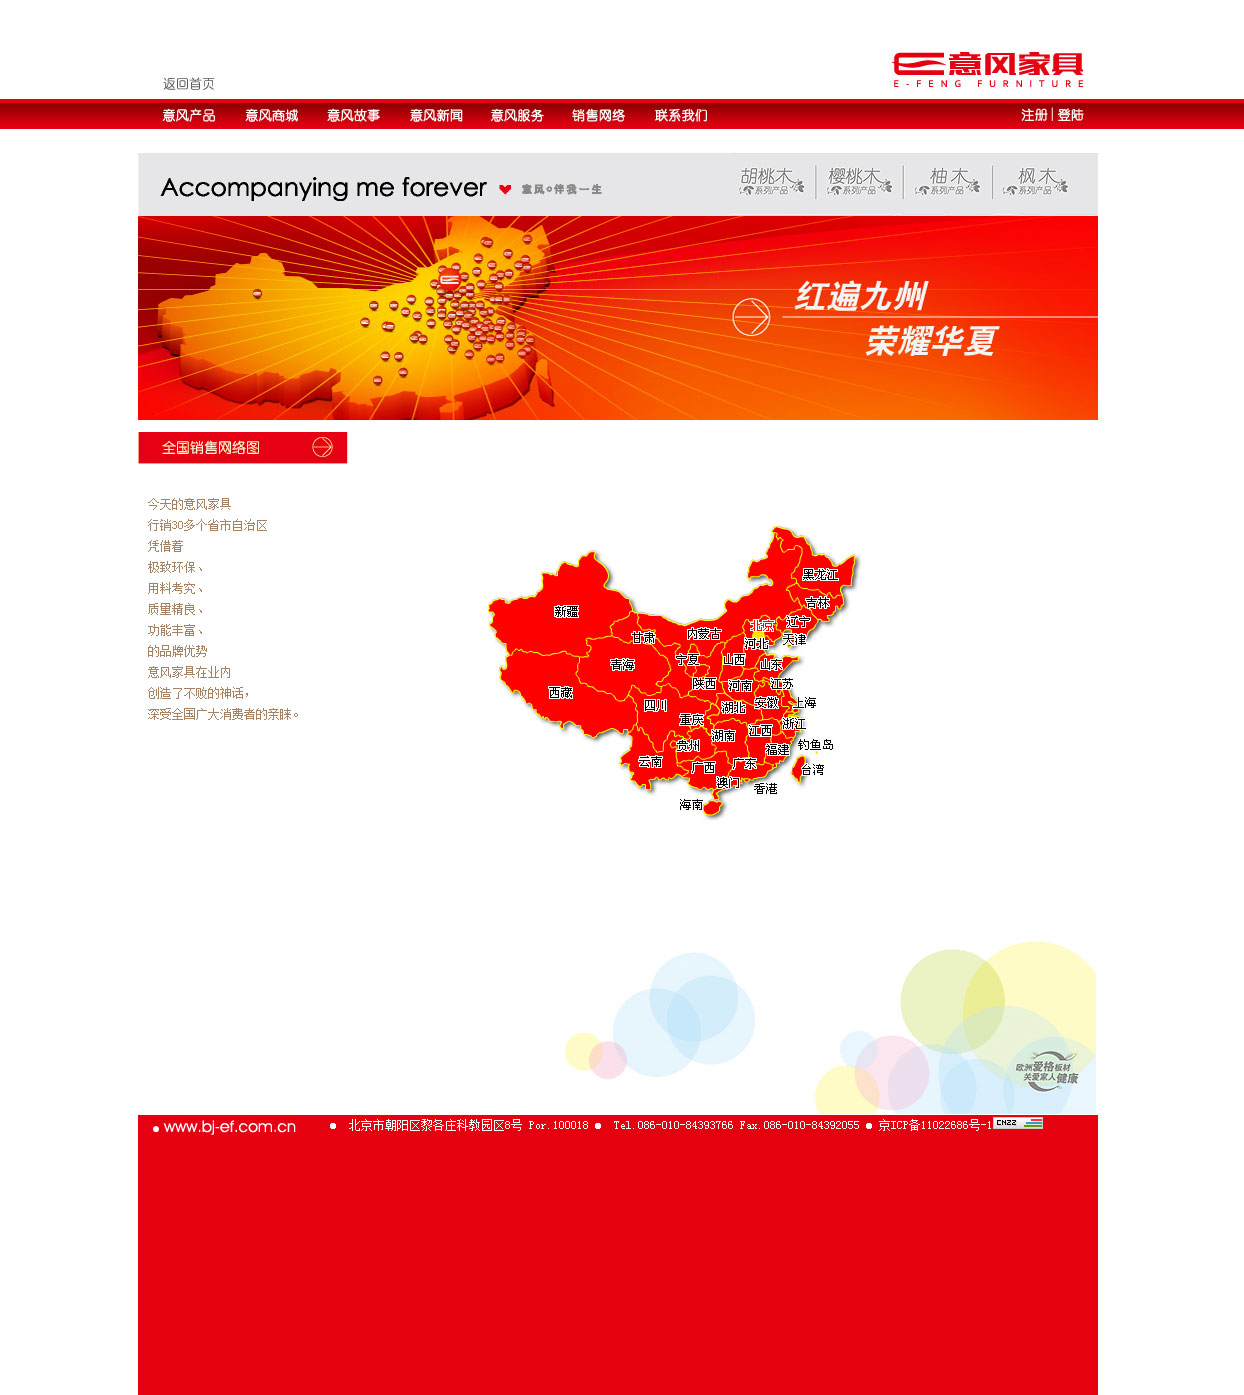 意风家具
E-FENG FURNITURE
返回首页
意风产品 意风商城 意风故事 意风新闻 意风服务 销售网络 联系我们 注册 | 登陆
Accompanying me forever 意风伴我一生
胡桃木 系列产品 樱桃木 系列产品 柚木 系列产品 枫木 系列产品
红遍九州
荣耀华夏
全国销售网络图
今天的意风家具
行销30多个省市自治区
凭借着
极致环保、
用料考究、
质量精良、
功能丰富、
的品牌优势
意风家具在业内
创造了不败的神话，
深受全国广大消费者的亲睐。
黑龙江
吉林
新疆
北京 辽宁
甘肃 内蒙古 河北 天津
青海 宁夏 山西 山东
西藏 陕西 河南 江苏
四川 湖北 安徽 上海
重庆 湖南 江西 浙江
贵州 福建 钓鱼岛
云南 广西 广东 台湾
澳门 香港
海南
欧洲爱格板材
关爱家人健康
www.bj-ef.com.cn 北京市朝阳区黎各庄科教园区8号 Por.100018 Tel.086-010-84393766 Fax.086-010-84392055 京ICP备11022686号-1 CNZZ